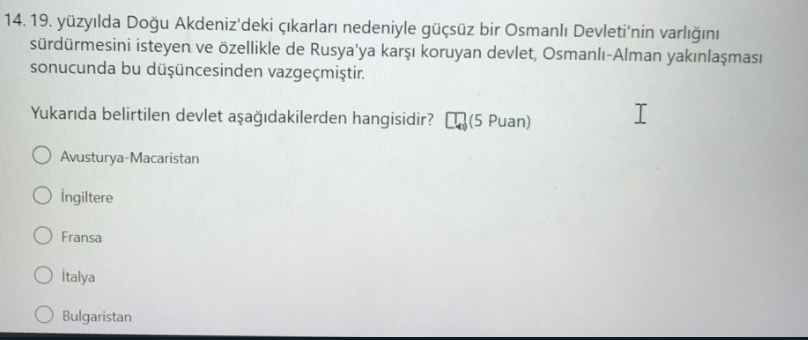 14. 19. yüzyılda Doğu Akdeniz'deki çıkarları nedeniyle güçsüz bir Osmanlı Devleti'nin varlığını
sürdürmesini isteyen ve özellikle de Rusya'ya karşı koruyan devlet, Osmanlı-Alman yakınlaşması
sonucunda bu düşüncesinden vazgeçmiştir.
Yukarıda belirtilen devlet aşağıdakilerden hangisidir? (5 Puan)
Avusturya-Macaristan
İngiltere
Fransa
İtalya
Bulgaristan